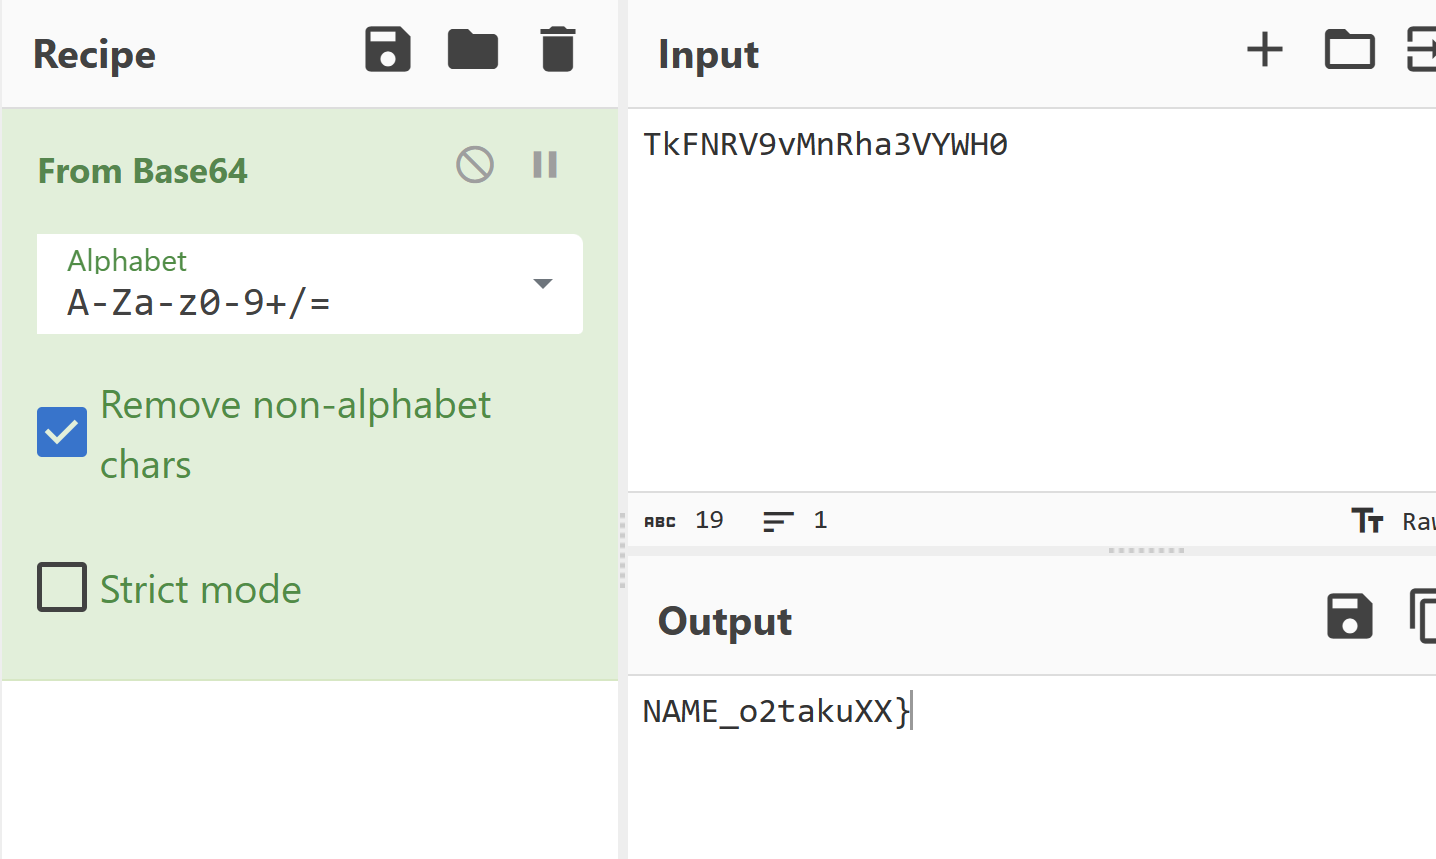 Recipe
From Base64
Alphabet
A-Za-z0-9+/=
Remove non-alphabet
chars
Strict mode
Input
TkFNRV9vMnRha3VYWH0
ABC 19 1
Tт Raw
Output
NAME_o2takuXX}